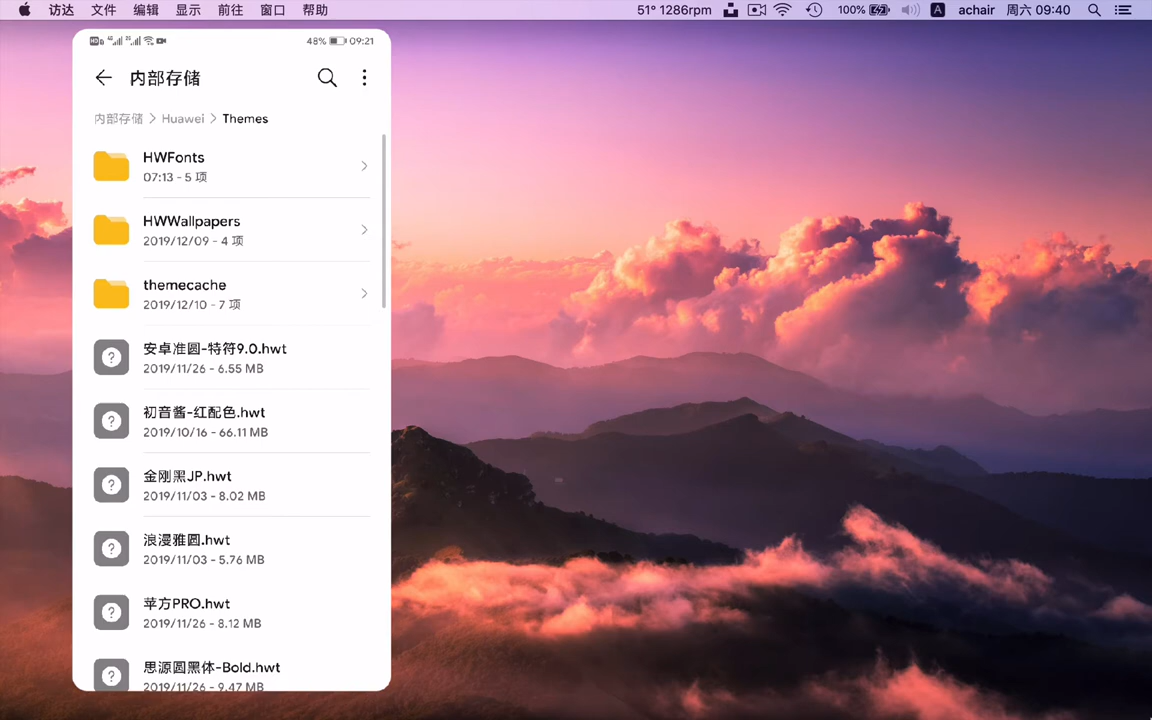 访达 文件 编辑 显示 前往 窗口 帮助 51° 1286rpm 100% A achair 周六 09:40
48% 09:21
内部存储
内部存储 Huawei Themes
HWFonts
07:13 - 5 项
HWWallpapers
2019/12/09 - 4 项
themecache
2019/12/10 - 7 项
安卓准圆-特符9.0.hwt
2019/11/26 - 6.55 MB
初音酱-红配色.hwt
2019/10/16 - 66.11 MB
金刚黑JP.hwt
2019/11/03 - 8.02 MB
浪漫雅圆.hwt
2019/11/03 - 5.76 MB
苹方PRO.hwt
2019/11/26 - 8.12 MB
思源圆黑体-Bold.hwt
2019/11/26 - 9.47 MB